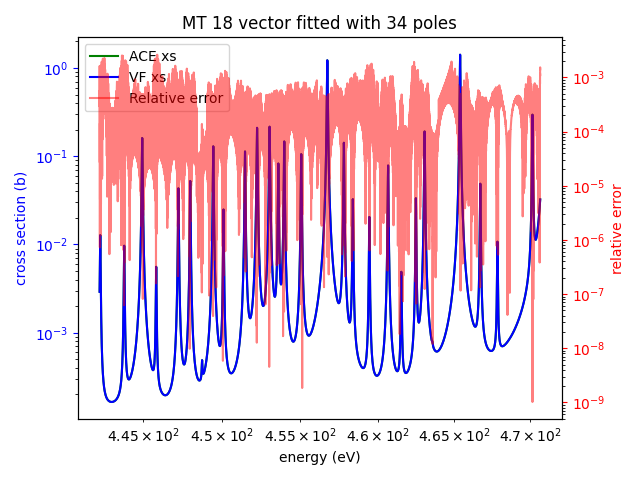 MT 18 vector fitted with 34 poles
ACE xs
VF xs
Relative error
10⁰
10⁻¹
10⁻²
10⁻³
cross section (b)
10⁻³
10⁻⁴
10⁻⁵
10⁻⁶
10⁻⁷
10⁻⁸
10⁻⁹
relative error
4.45 × 10² 4.5 × 10² 4.55 × 10² 4.6 × 10² 4.65 × 10² 4.7 × 10²
energy (eV)